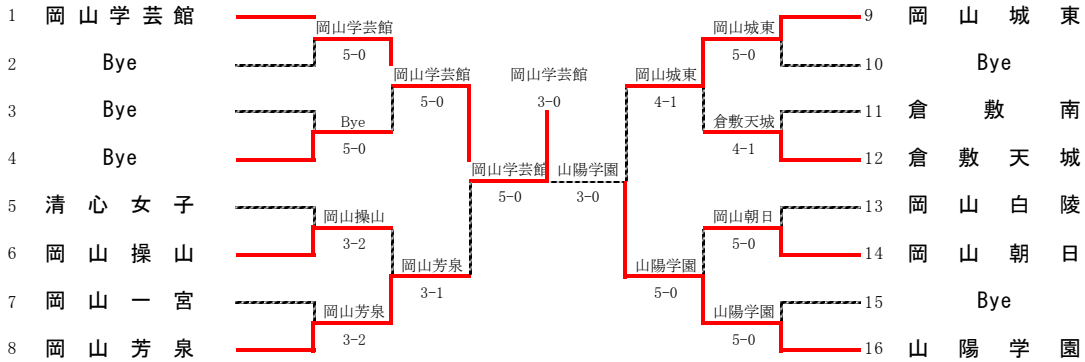 1 岡山学芸館
岡山学芸館
5-0
2 Bye
岡山学芸館
5-0
3 Bye
Bye
5-0
4 Bye
岡山学芸館
3-0
岡山学芸館
5-0
山陽学園
3-0
5 清心女子
岡山操山
3-2
6 岡山操山
岡山芳泉
3-1
7 岡山一宮
岡山芳泉
3-2
8 岡山芳泉
9 岡山城東
岡山城東
5-0
10 Bye
岡山城東
4-1
11 倉敷南
倉敷天城
4-1
12 倉敷天城
13 岡山白陵
岡山朝日
5-0
14 岡山朝日
山陽学園
5-0
15 Bye
山陽学園
5-0
16 山陽学園